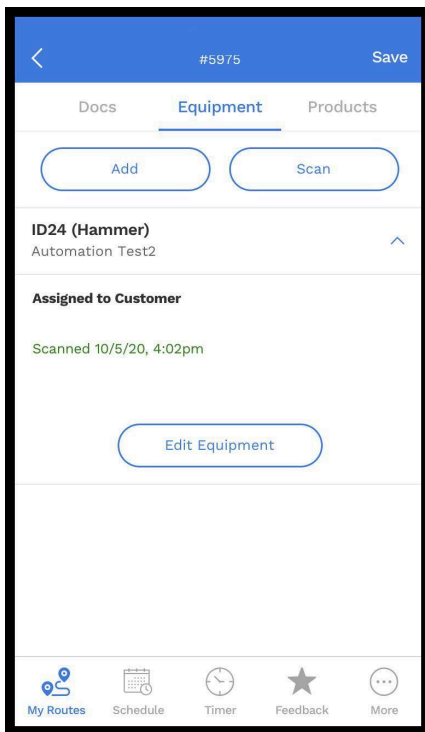 #5975
Save
Docs
Equipment
Products
Add
Scan
ID24 (Hammer)
Automation Test2
Assigned to Customer
Scanned 10/5/20, 4:02pm
Edit Equipment
My Routes
Schedule
Timer
Feedback
More